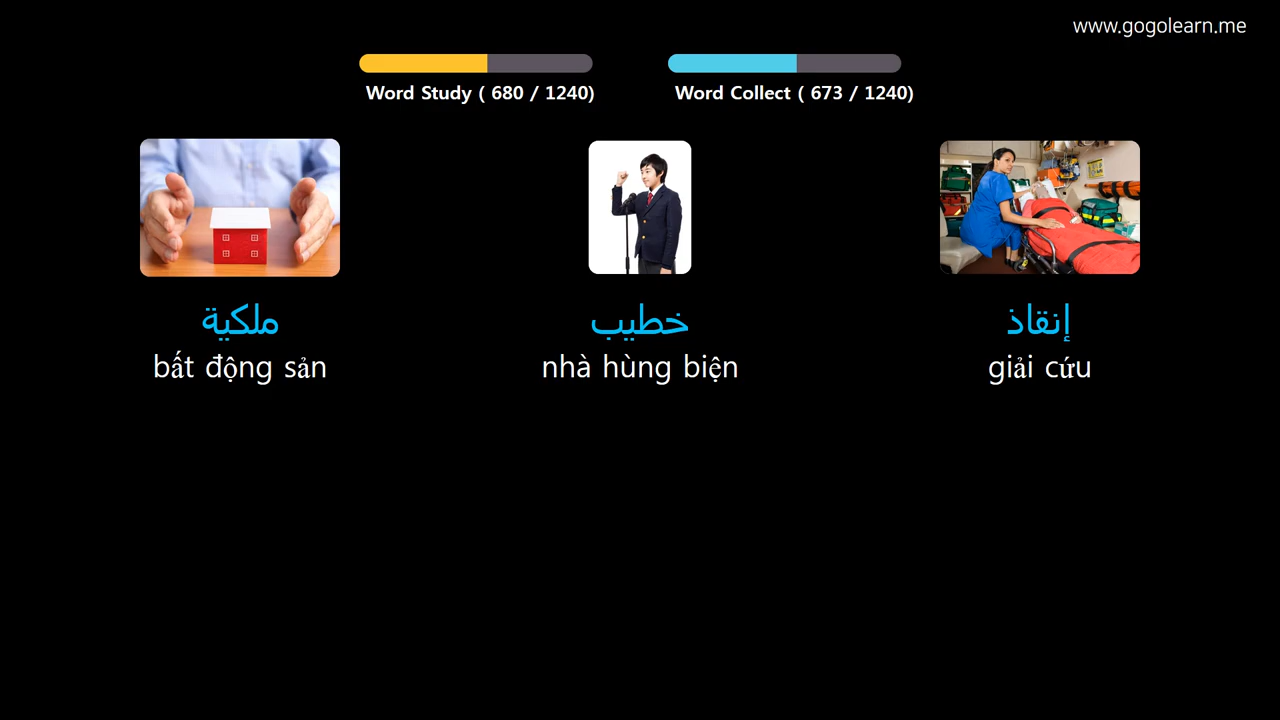 www.gogolearn.me
Word Study ( 680 / 1240)
Word Collect ( 673 / 1240)
ملكية
bất động sản
خطيب
nhà hùng biện
إنقاذ
giải cứu